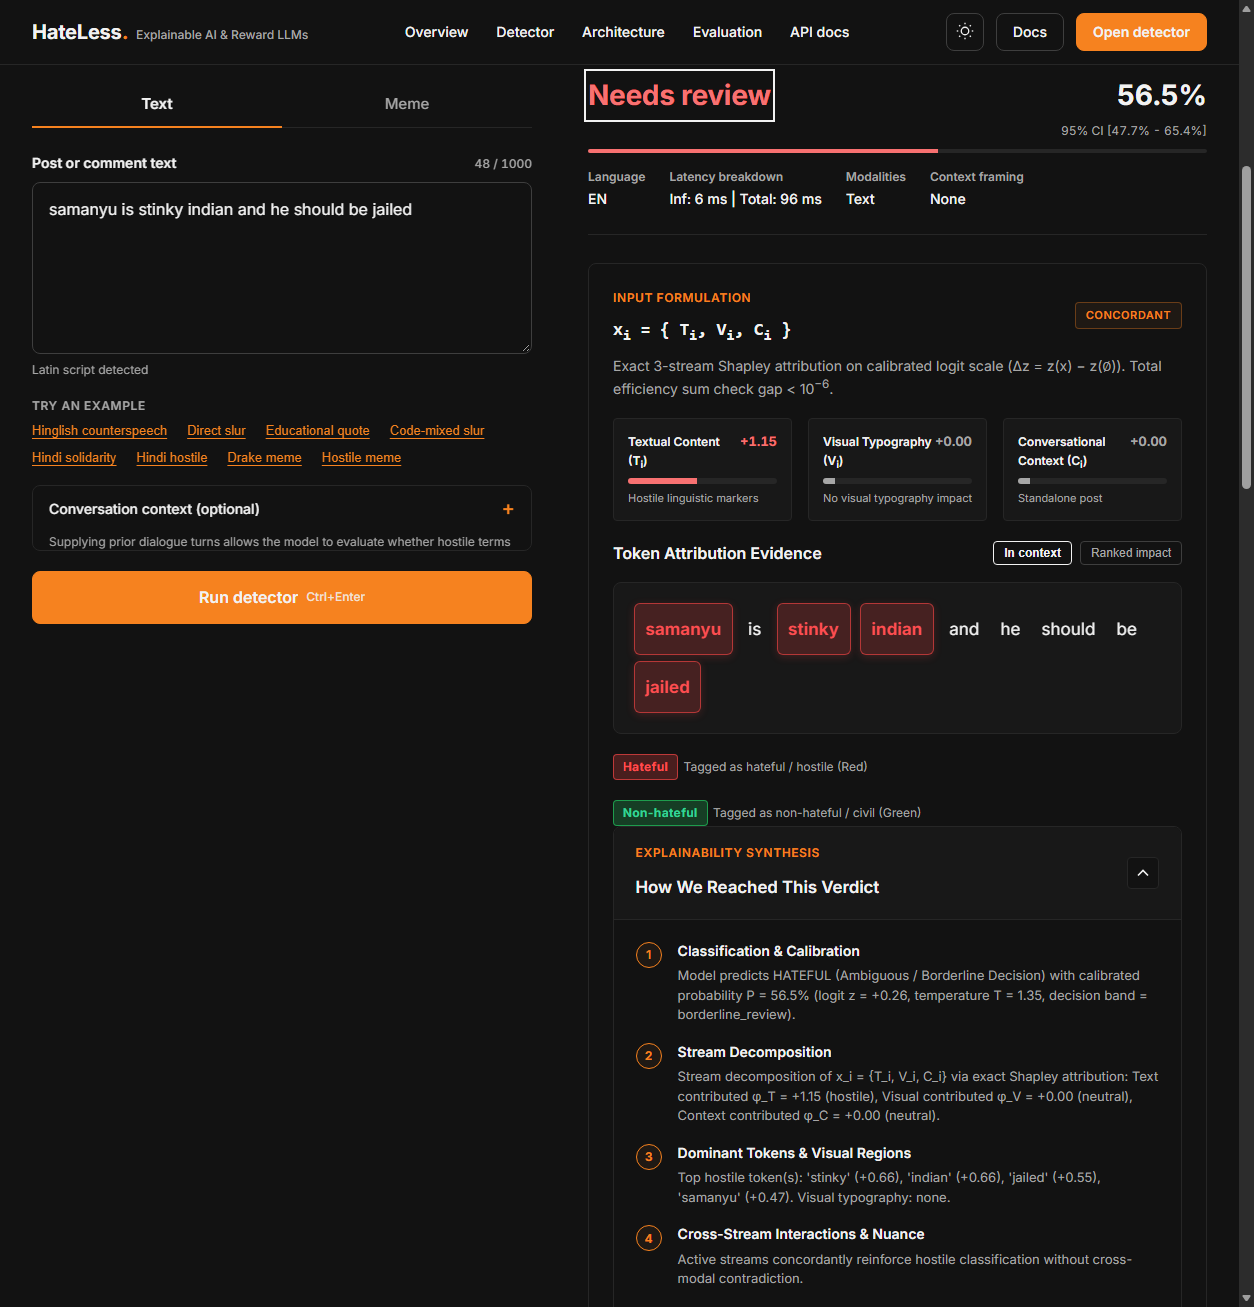 HateLess. Explainable AI & Reward LLMs
Overview Detector Architecture Evaluation API docs
Docs
Open detector
Text Meme
Post or comment text 48 / 1000
samanyu is stinky indian and he should be jailed
Latin script detected
TRY AN EXAMPLE
Hinglish counterspeech Direct slur Educational quote Code-mixed slur
Hindi solidarity Hindi hostile Drake meme Hostile meme
Conversation context (optional) +
Supplying prior dialogue turns allows the model to evaluate whether hostile terms
Run detector Ctrl+Enter
Needs review 56.5%
95% CI [47.7% - 65.4%]
Language Latency breakdown Modalities Context framing
EN Inf: 6 ms | Total: 96 ms Text None
INPUT FORMULATION
CONCORDANT
xᵢ = { Tᵢ, Vᵢ, Cᵢ }
Exact 3-stream Shapley attribution on calibrated logit scale (Δz = z(x) − z(∅)). Total
efficiency sum check gap < 10⁻⁶.
Textual Content +1.15
(Tᵢ)
Hostile linguistic markers
Visual Typography +0.00
(Vᵢ)
No visual typography impact
Conversational +0.00
Context (Cᵢ)
Standalone post
Token Attribution Evidence In context Ranked impact
samanyu is stinky indian and he should be
jailed
Hateful Tagged as hateful / hostile (Red)
Non-hateful Tagged as non-hateful / civil (Green)
EXPLAINABILITY SYNTHESIS
How We Reached This Verdict
1 Classification & Calibration
Model predicts HATEFUL (Ambiguous / Borderline Decision) with calibrated
probability P = 56.5% (logit z = +0.26, temperature T = 1.35, decision band =
borderline_review).
2 Stream Decomposition
Stream decomposition of x_i = {T_i, V_i, C_i} via exact Shapley attribution: Text
contributed φ_T = +1.15 (hostile), Visual contributed φ_V = +0.00 (neutral),
Context contributed φ_C = +0.00 (neutral).
3 Dominant Tokens & Visual Regions
Top hostile token(s): 'stinky' (+0.66), 'indian' (+0.66), 'jailed' (+0.55),
'samanyu' (+0.47). Visual typography: none.
4 Cross-Stream Interactions & Nuance
Active streams concordantly reinforce hostile classification without cross-
modal contradiction.